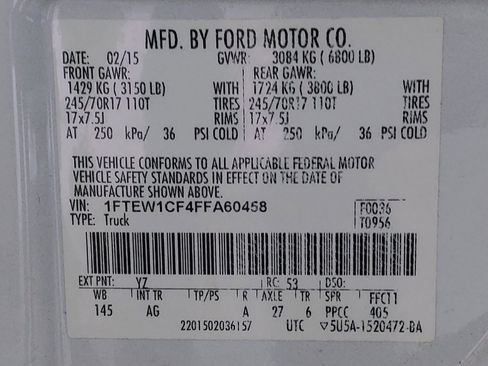 MFD. BY FORD MOTOR CO.
DATE: 02/15 GVWR: 3084 KG (6800 LB)
FRONT GAWR: REAR GAWR:
1429 KG (3150 LB) WITH 1724 KG (3800 LB) WITH
245/70R17 110T TIRES 245/70R17 110T TIRES
17x7.5J RIMS 17x7.5J RIMS
AT 250 kPa/ 36 PSI COLD AT 250 kPa/ 36 PSI COLD
THIS VEHICLE CONFORMS TO ALL APPLICABLE FEDERAL MOTOR
VEHICLE SAFETY STANDARDS IN EFFECT ON THE DATE OF
MANUFACTURE SHOWN ABOVE.
VIN: 1FTEW1CF4FFA60458 F0036
TYPE: Truck T0956
EXT PNT: YZ RC: 53 DSO:
WB INT TR TP/PS R AXLE TR SPR FFC11
145 AG A 27 6 PPCC 405
2201502036157 UTC ▽5U5A-1520472-BA